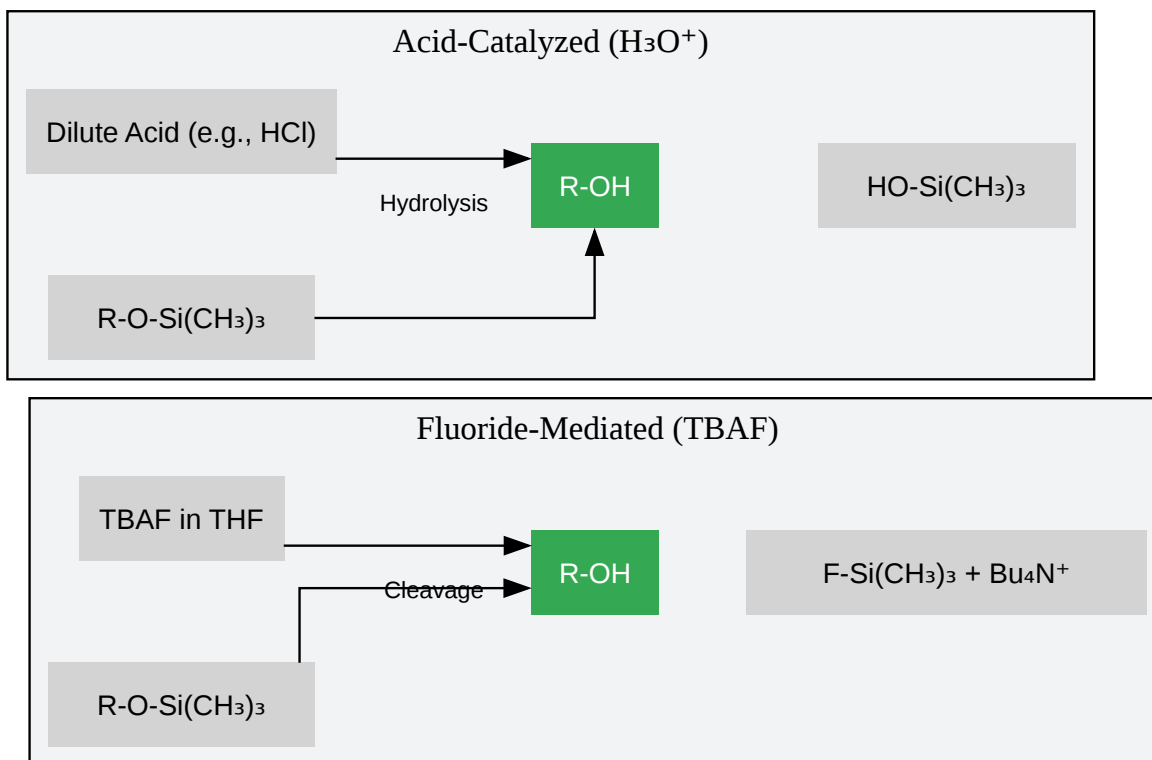 Acid-Catalyzed (H₃O⁺)
Dilute Acid (e.g., HCl)
Hydrolysis
R-OH
HO-Si(CH₃)₃
R-O-Si(CH₃)₃
Fluoride-Mediated (TBAF)
TBAF in THF
Cleavage
R-OH
F-Si(CH₃)₃ + Bu₄N⁺
R-O-Si(CH₃)₃